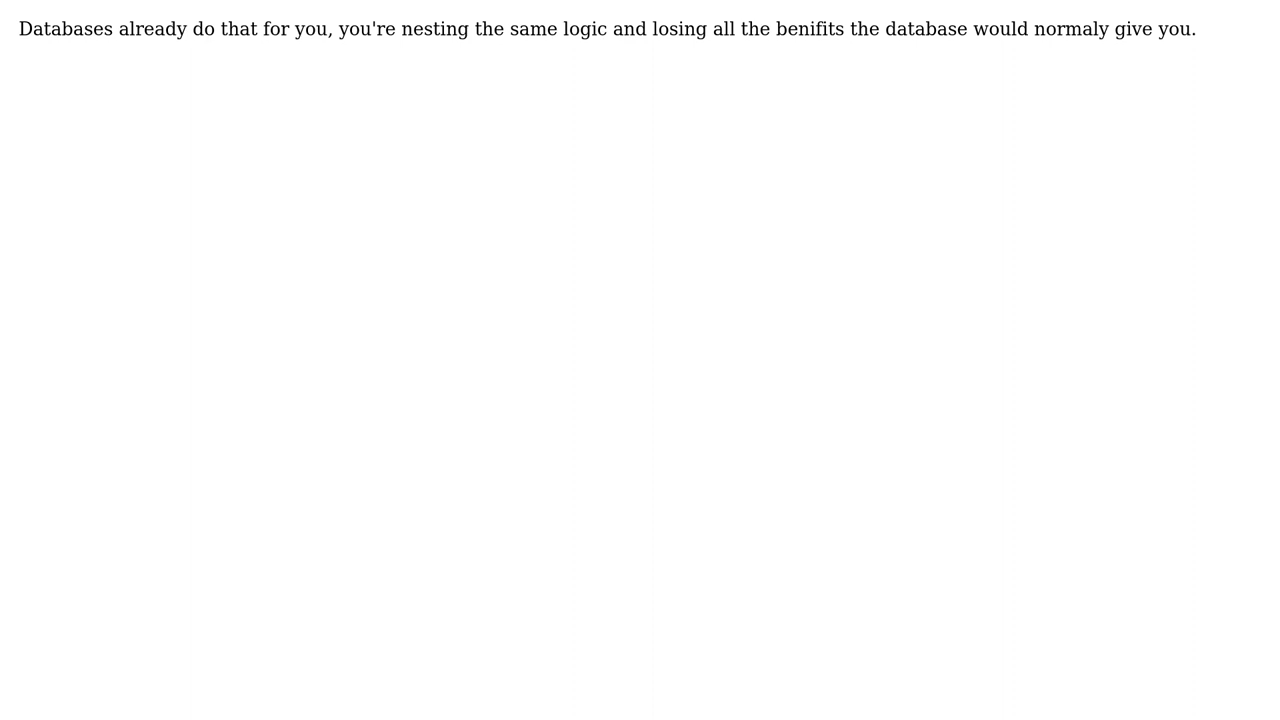 Databases already do that for you, you're nesting the same logic and losing all the benifits the database would normaly give you.